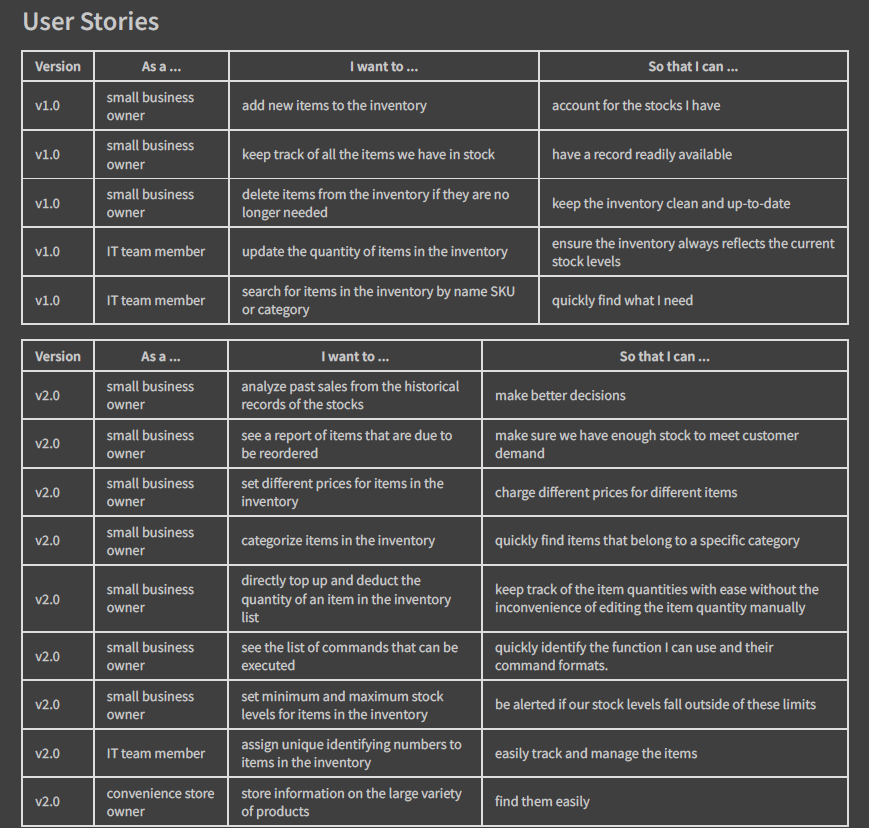 User Stories
Version As a ... I want to ... So that I can ...
v1.0 small business owner add new items to the inventory account for the stocks I have
v1.0 small business owner keep track of all the items we have in stock have a record readily available
v1.0 small business owner delete items from the inventory if they are no longer needed keep the inventory clean and up-to-date
v1.0 IT team member update the quantity of items in the inventory ensure the inventory always reflects the current stock levels
v1.0 IT team member search for items in the inventory by name SKU or category quickly find what I need
Version As a ... I want to ... So that I can ...
v2.0 small business owner analyze past sales from the historical records of the stocks make better decisions
v2.0 small business owner see a report of items that are due to be reordered make sure we have enough stock to meet customer demand
v2.0 small business owner set different prices for items in the inventory charge different prices for different items
v2.0 small business owner categorize items in the inventory quickly find items that belong to a specific category
v2.0 small business owner directly top up and deduct the quantity of an item in the inventory list keep track of the item quantities with ease without the inconvenience of editing the item quantity manually
v2.0 small business owner see the list of commands that can be executed quickly identify the function I can use and their command formats.
v2.0 small business owner set minimum and maximum stock levels for items in the inventory be alerted if our stock levels fall outside of these limits
v2.0 IT team member assign unique identifying numbers to items in the inventory easily track and manage the items
v2.0 convenience store owner store information on the large variety of products find them easily